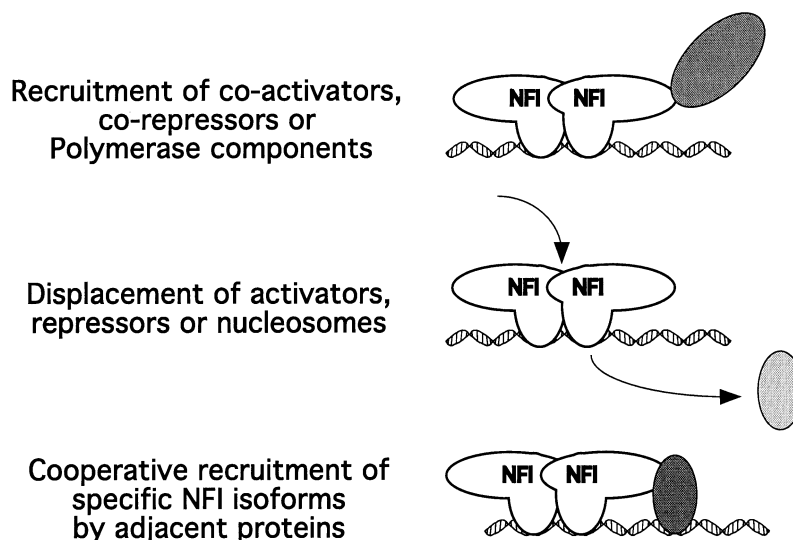 Recruitment of co-activators,
co-repressors or
Polymerase components
NFI NFI
Displacement of activators,
repressors or nucleosomes
NFI NFI
Cooperative recruitment of
specific NFI isoforms
by adjacent proteins
NFI NFI